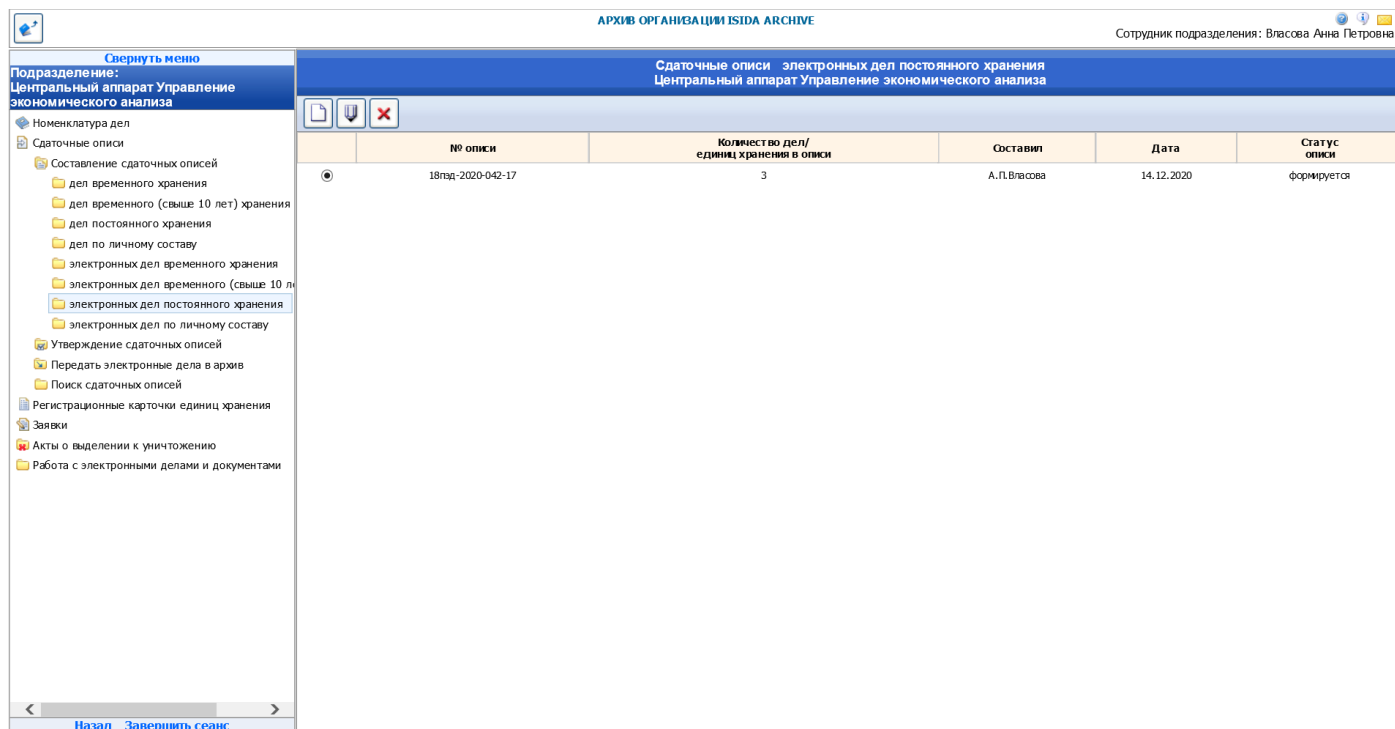 АРХИВ ОРГАНИЗАЦИИ ISIDA ARCHIVE
Сотрудник подразделения: Власова Анна Петровна
Свернуть меню
Подразделение:
Центральный аппарат Управление
экономического анализа
Номенклатура дел
Сдаточные описи
Составление сдаточных описей
дел временного хранения
дел временного (свыше 10 лет) хранения
дел постоянного хранения
дел по личному составу
электронных дел временного хранения
электронных дел временного (свыше 10 ле
электронных дел постоянного хранения
электронных дел по личному составу
Утверждение сдаточных описей
Передать электронные дела в архив
Поиск сдаточных описей
Регистрационные карточки единиц хранения
Заявки
Акты о выделении к уничтожению
Работа с электронными делами и документами
Назад Завершить сеанс
Сдаточные описи электронных дел постоянного хранения
Центральный аппарат Управление экономического анализа
№ описи
Количество дел/
единиц хранения в описи
Составил
Дата
Статус
описи
18пэд-2020-042-17
3
А.П.Власова
14.12.2020
формируется